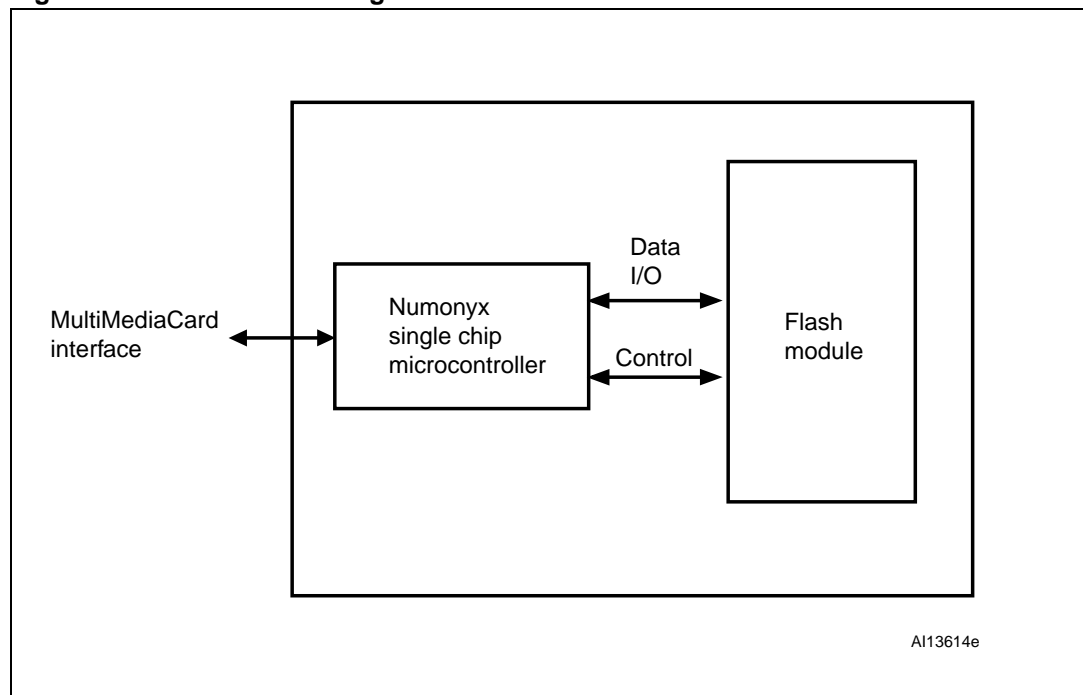 Data
I/O
MultiMediaCard
interface
Numonyx
single chip
microcontroller
Control
Flash
module
AI13614e